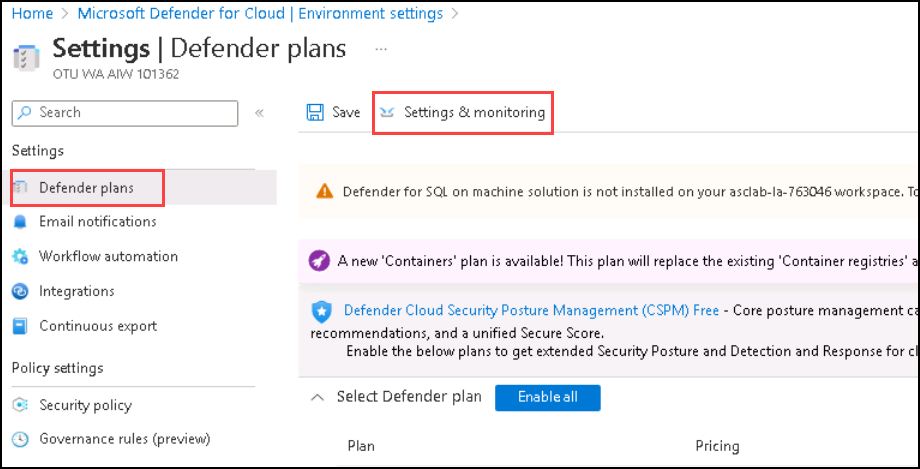 Home > Microsoft Defender for Cloud | Environment settings >
Settings | Defender plans ...
OTU WA AIW 101362
Search «
Save Settings & monitoring
Settings
Defender plans
Email notifications
Workflow automation
Integrations
Continuous export
Policy settings
Security policy
Governance rules (preview)
Defender for SQL on machine solution is not installed on your asclab-la-763046 workspace. To
A new 'Containers' plan is available! This plan will replace the existing 'Container registries' a
Defender Cloud Security Posture Management (CSPM) Free - Core posture management ca
recommendations, and a unified Secure Score.
Enable the below plans to get extended Security Posture and Detection and Response for cl
Select Defender plan Enable all
Plan Pricing